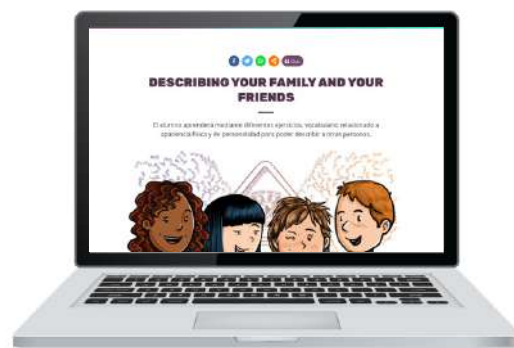 DESCRIBING YOUR FAMILY AND YOUR
FRIENDS
El alumno aprenderá mediante diferentes ejercicios, vocabulario relacionado a
apariencia física y de personalidad para poder describir a otras personas.